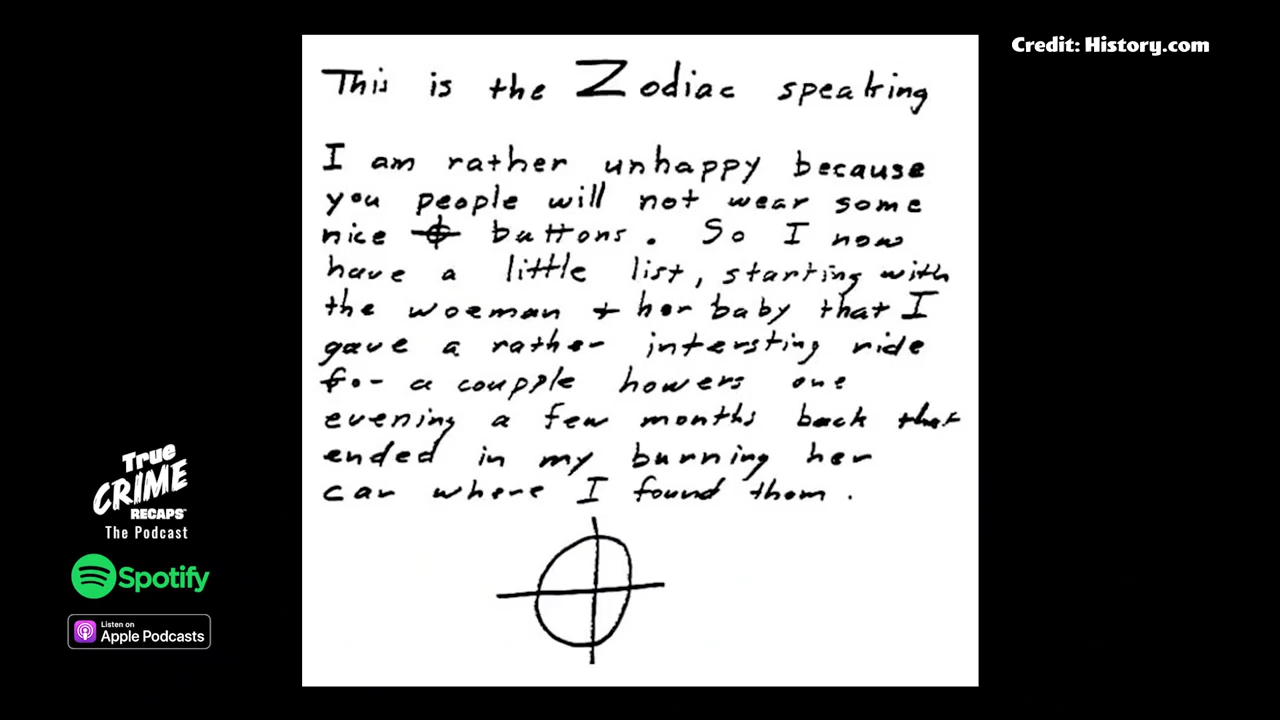 Credit: History.com
This is the Zodiac speaking
I am rather unhappy because
you people will not wear some
nice buttons. So I now
have a little list, starting with
the woeman + her baby that I
gave a rather intersting ride
for a coupple howers one
evening a few months back that
ended in my burning her
car where I found them.
True
CRIME
RECAPS
The Podcast
Spotify
Listen on
Apple Podcasts